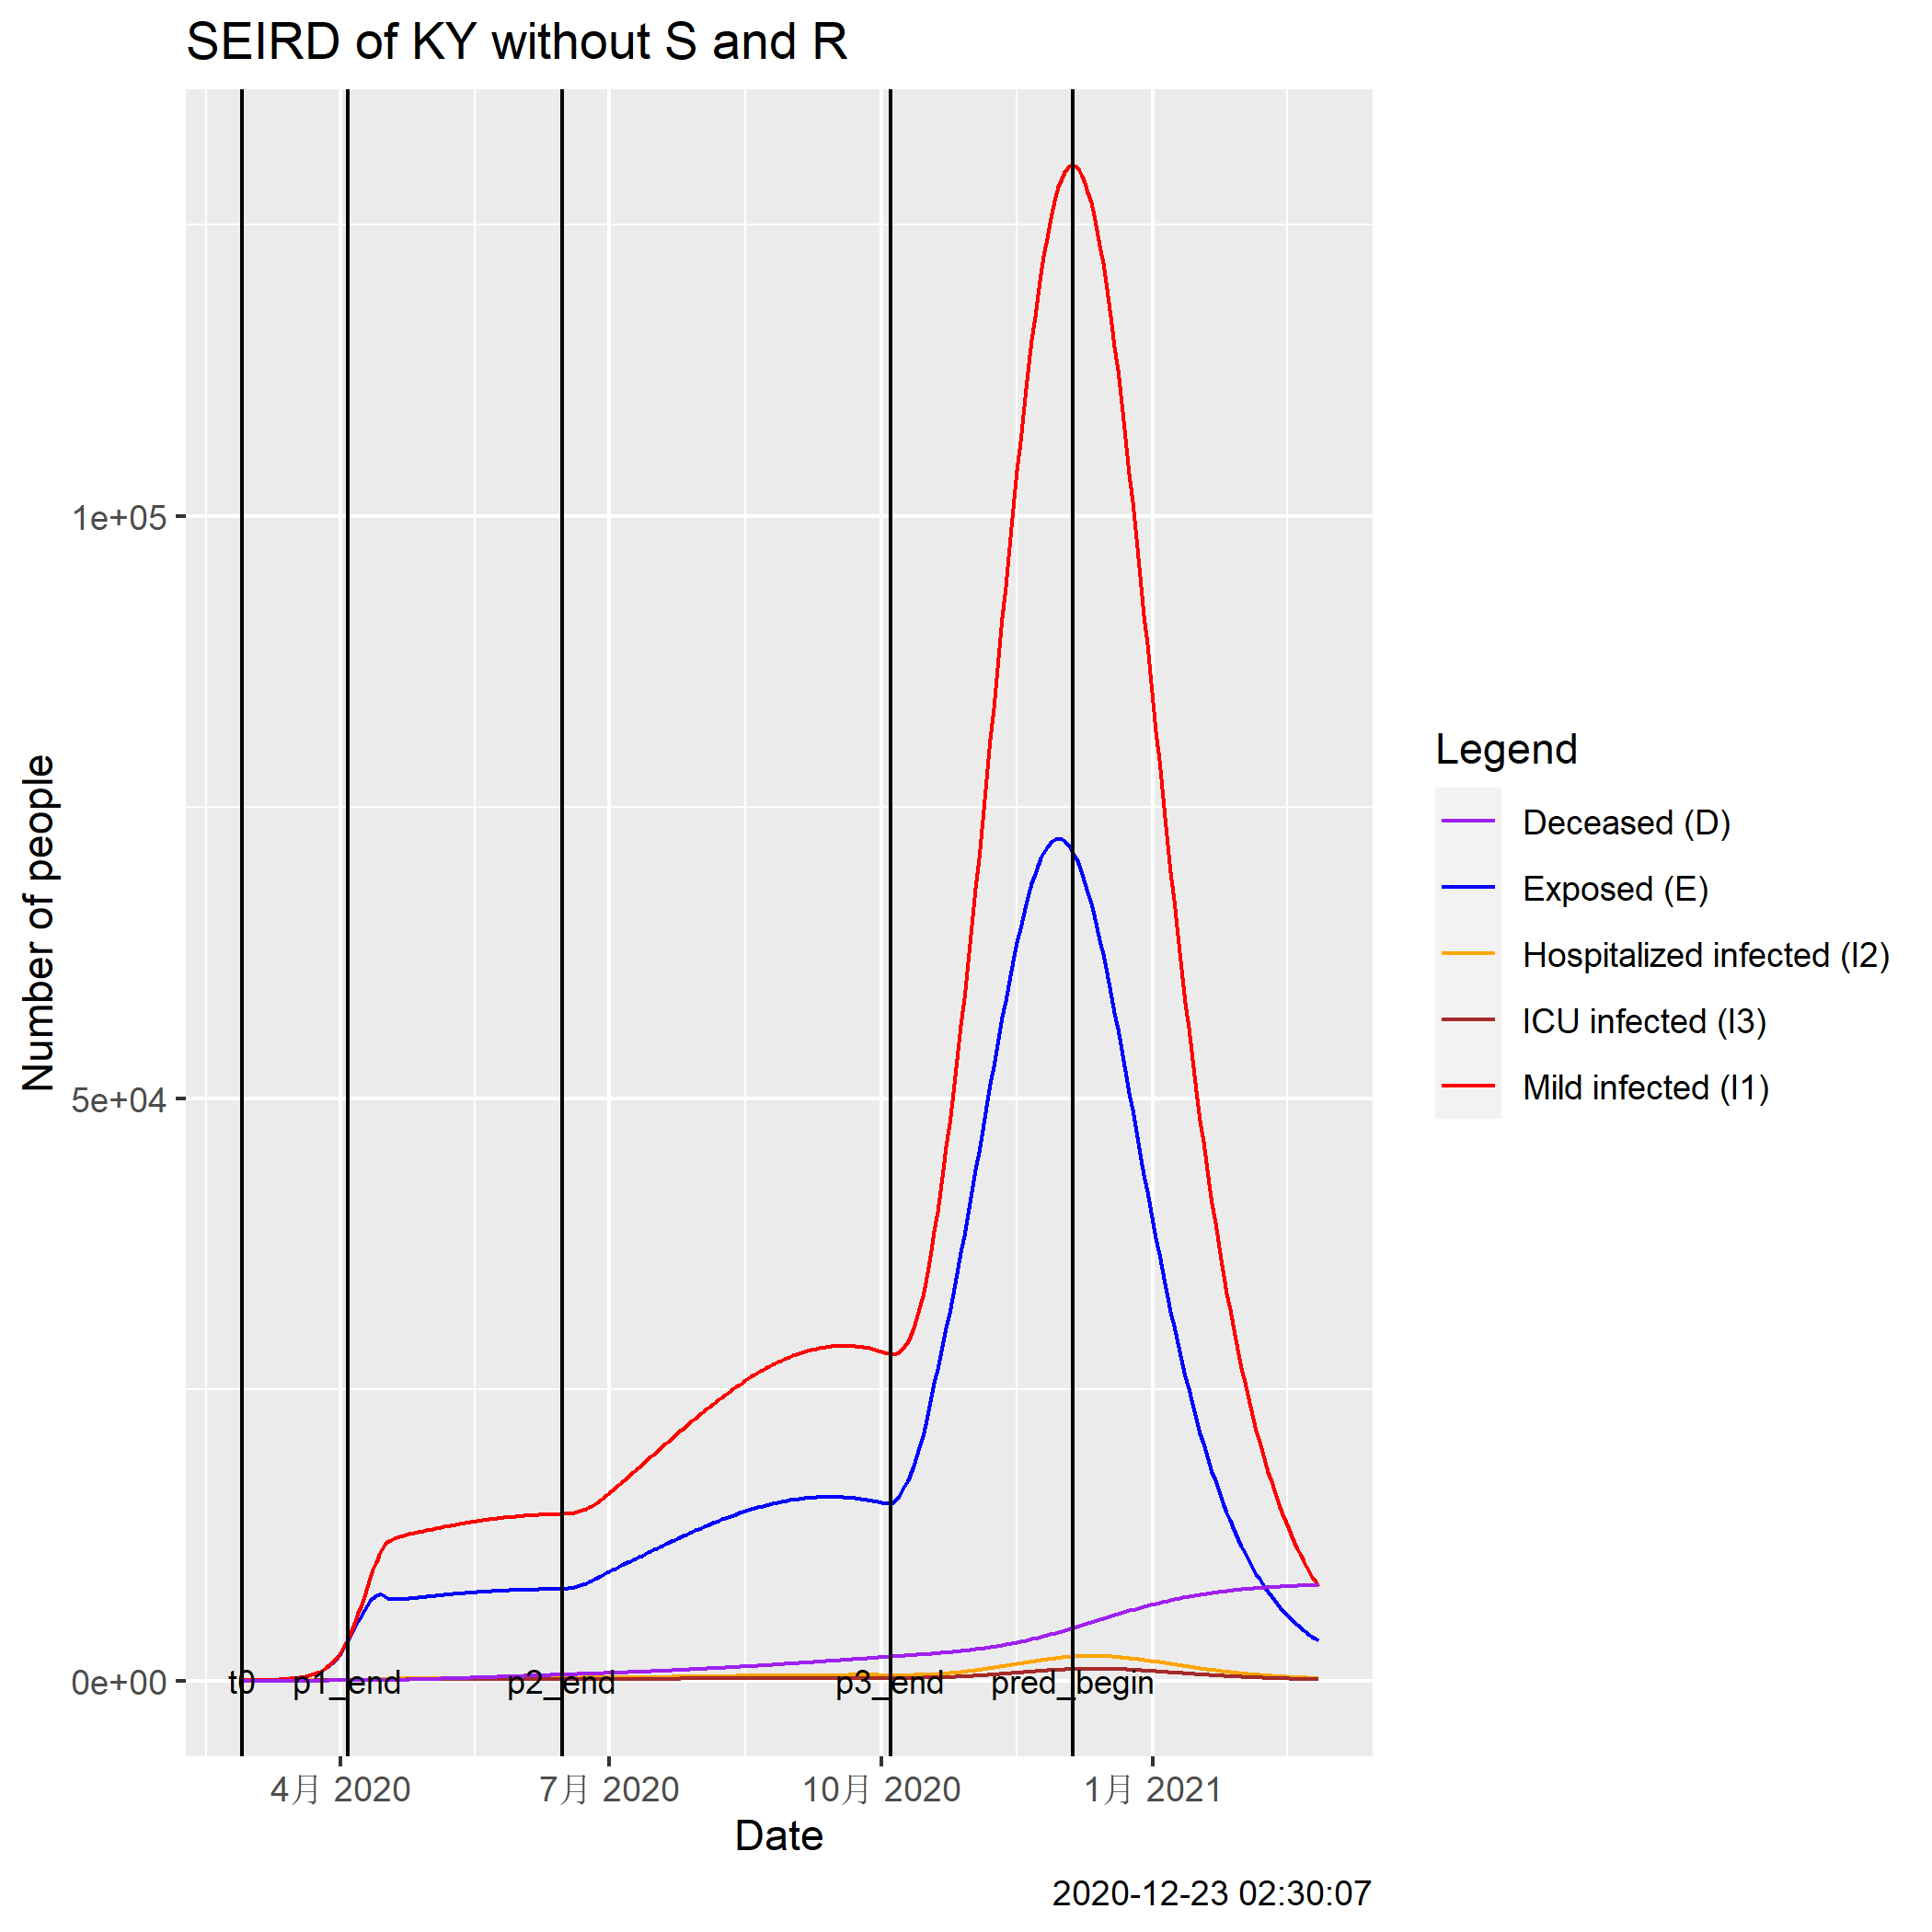 SEIRD of KY without S and R
Number of people
1e+05
5e+04
0e+00
t0
p1_end
p2_end
p3_end
pred_begin
4月 2020
7月 2020
10月 2020
1月 2021
Date
Legend
Deceased (D)
Exposed (E)
Hospitalized infected (I2)
ICU infected (I3)
Mild infected (I1)
2020-12-23 02:30:07